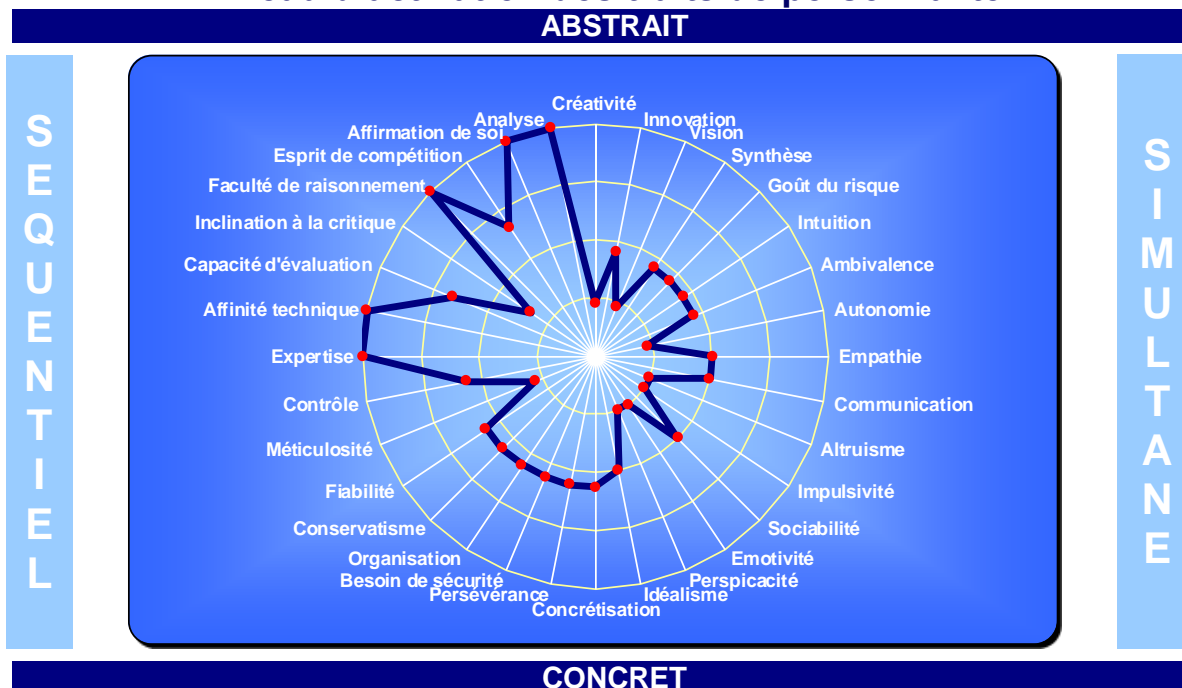 ABSTRAIT
SEQUENTIEL
SIMULTANE
Créativité
Innovation
Vision
Synthèse
Goût du risque
Intuition
Ambivalence
Autonomie
Empathie
Communication
Altruisme
Impulsivité
Sociabilité
Emotivité
Perspicacité
Idéalisme
Concrétisation
Persévérance
Besoin de sécurité
Organisation
Conservatisme
Fiabilité
Méticulosité
Contrôle
Expertise
Affinité technique
Capacité d'évaluation
Inclination à la critique
Faculté de raisonnement
Esprit de compétition
Affirmation de soi
Analyse
CONCRET